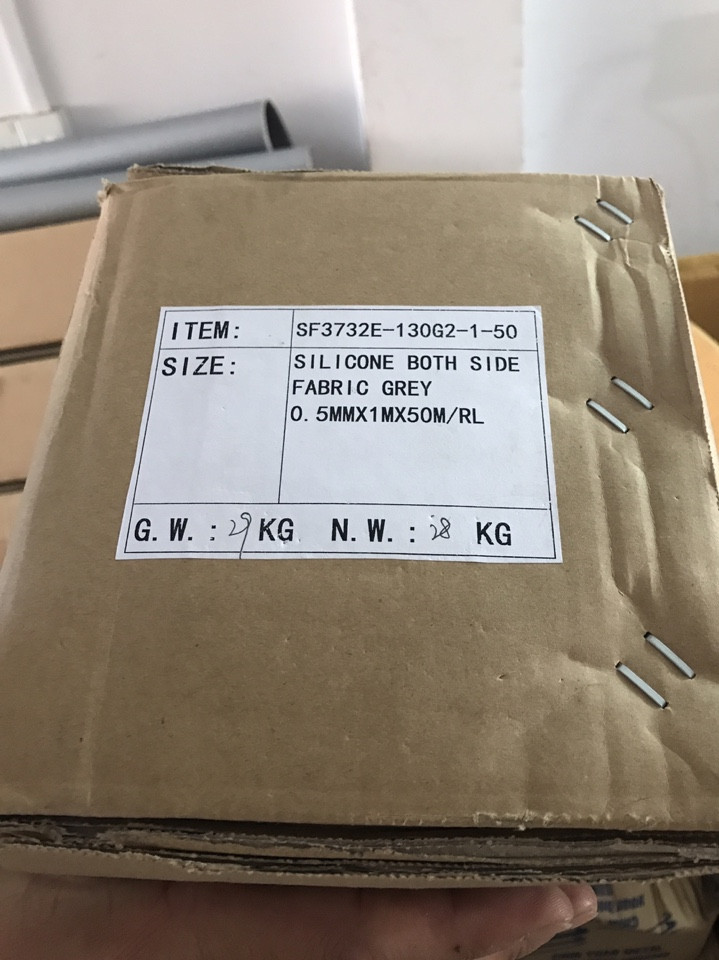 ITEM: SF3732E-130G2-1-50
SIZE: SILICONE BOTH SIDE
FABRIC GREY
0.5MMX1MX50M/RL
G.W.: 29 KG N.W.: 28 KG